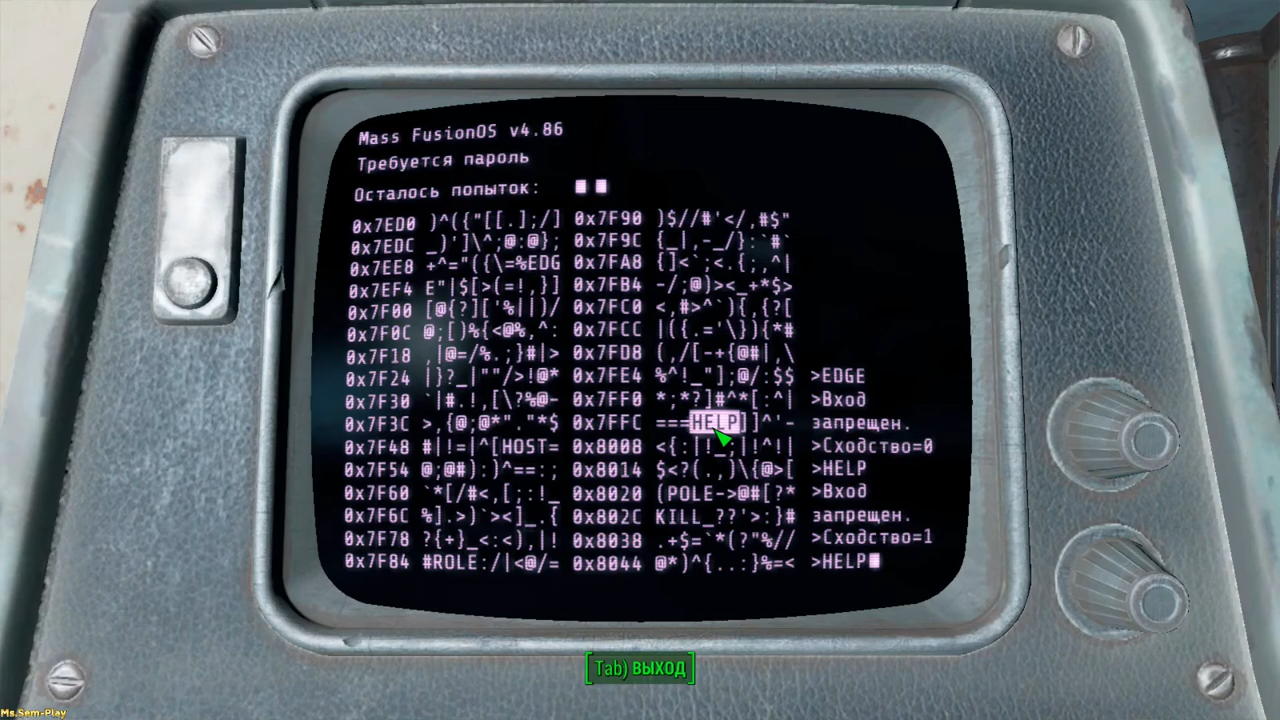 Mass FusionOS v4.86
Требуется пароль
Осталось попыток: ■ ■
0x7ED0 )^({"[[.];/] 0x7F90 )$//#'</,#$"
0x7EDC _)']\^;@:@}; 0x7F9C {_|,-_/}:`#`
0x7EE8 +^="({\=%EDG 0x7FA8 {]<`;<.{;,^|
0x7EF4 E"|$[>(=!,}] 0x7FB4 -/;@)><_+*$>
0x7F00 [@{?]['%||)/ 0x7FC0 <,#>^`){,{?[
0x7F0C @;[)%{<@%,^: 0x7FCC |({.='\}){*#
0x7F18 ,|@=/%.;}#|> 0x7FD8 (,/[-+{@#|,\
0x7F24 |}?_|""/>!@* 0x7FE4 %^!_"];@/:$$ >EDGE
0x7F30 `|#.!,[\?%@- 0x7FF0 *;*?]#^*[:^| >Вход
0x7F3C >,{@;@*"."*$ 0x7FFC ===HELP]]^'- запрещен.
0x7F48 #|!=|^[HOST= 0x8008 <{:|!_;|!^!| >Сходство=0
0x7F54 @;@#):)^==:; 0x8014 $<?(.,)\{@>[ >HELP
0x7F60 `*[/#<,[;:!_ 0x8020 (POLE->@#[?* >Вход
0x7F6C %].>)`><]_.{ 0x802C KILL_??'>:}# запрещен.
0x7F78 ?{+}_<:<),|! 0x8038 .+$=`*(?"%// >Сходство=1
0x7F84 #ROLE:/|<@/= 0x8044 @*)^{..:}%=< >HELP■
[Tab) ВЫХОД]
Ms.Sem-Play